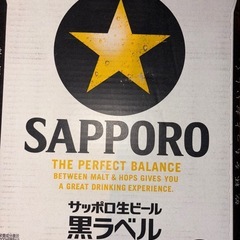 SAPPORO
THE PERFECT BALANCE
BETWEEN MALT & HOPS GIVES YOU
A GREAT DRINKING EXPERIENCE.
サッポロ生ビール
黒ラベル